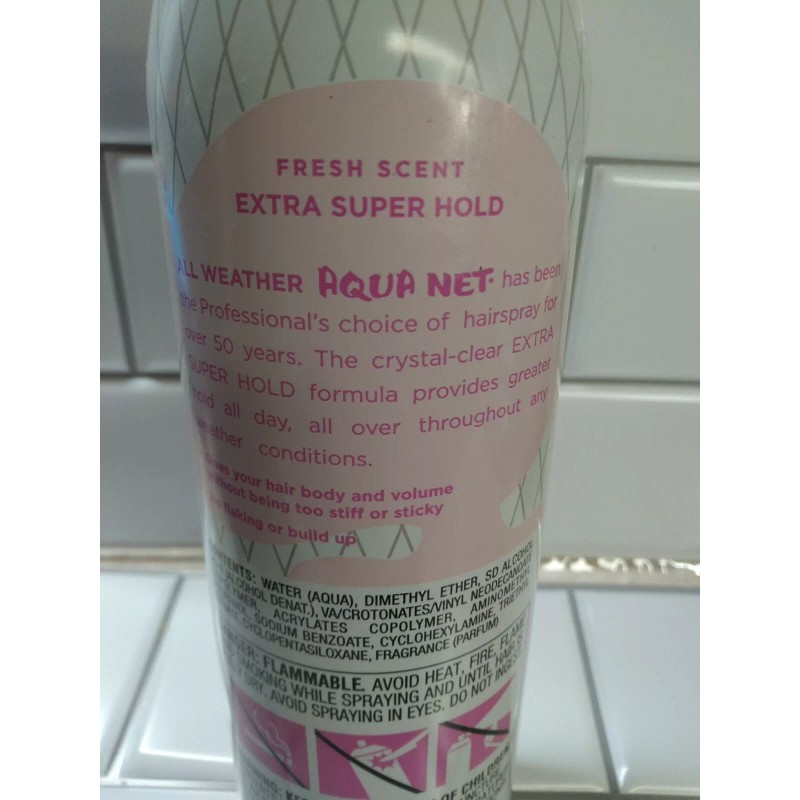 FRESH SCENT
EXTRA SUPER HOLD
ALL WEATHER AQUA NET has been
the Professional's choice of hairspray for
over 50 years. The crystal-clear EXTRA
SUPER HOLD formula provides greater
hold all day, all over throughout any
weather conditions.
Gives your hair body and volume
without being too stiff or sticky
No flaking or build up
CONTENTS: WATER (AQUA), DIMETHYL ETHER, SD ALCOHOL
ALCOHOL DENAT.), VA/CROTONATES/VINYL NEODECANOATE
ACRYLATES COPOLYMER, AMINOMETHYL
SODIUM BENZOATE, CYCLOHEXYLAMINE, TRIETHYL
CYCLOPENTASILOXANE, FRAGRANCE (PARFUM)
FLAMMABLE. AVOID HEAT, FIRE, FLAME
SMOKING WHILE SPRAYING AND UNTIL HAIR IS
DRY. AVOID SPRAYING IN EYES. DO NOT INGEST
OF CHILDREN